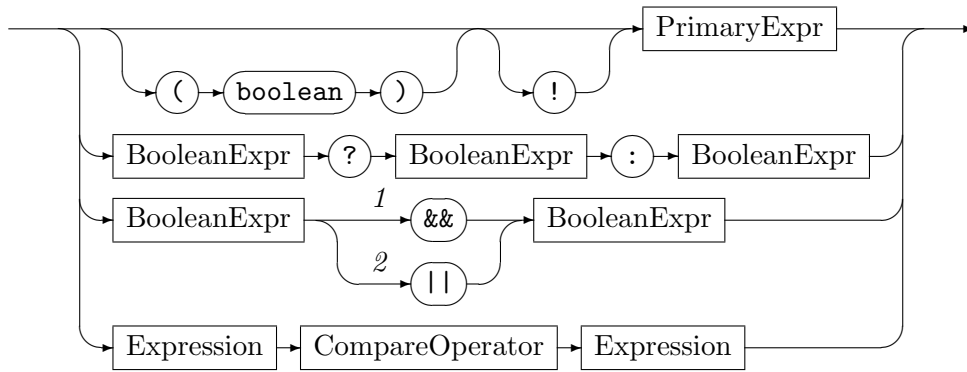 PrimaryExpr
( boolean ) !
BooleanExpr ? BooleanExpr : BooleanExpr
BooleanExpr 1 && BooleanExpr
2 ||
Expression CompareOperator Expression